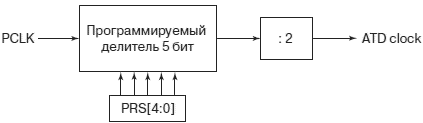 PCLK
Программируемый
делитель 5 бит
: 2
ATD clock
PRS[4:0]